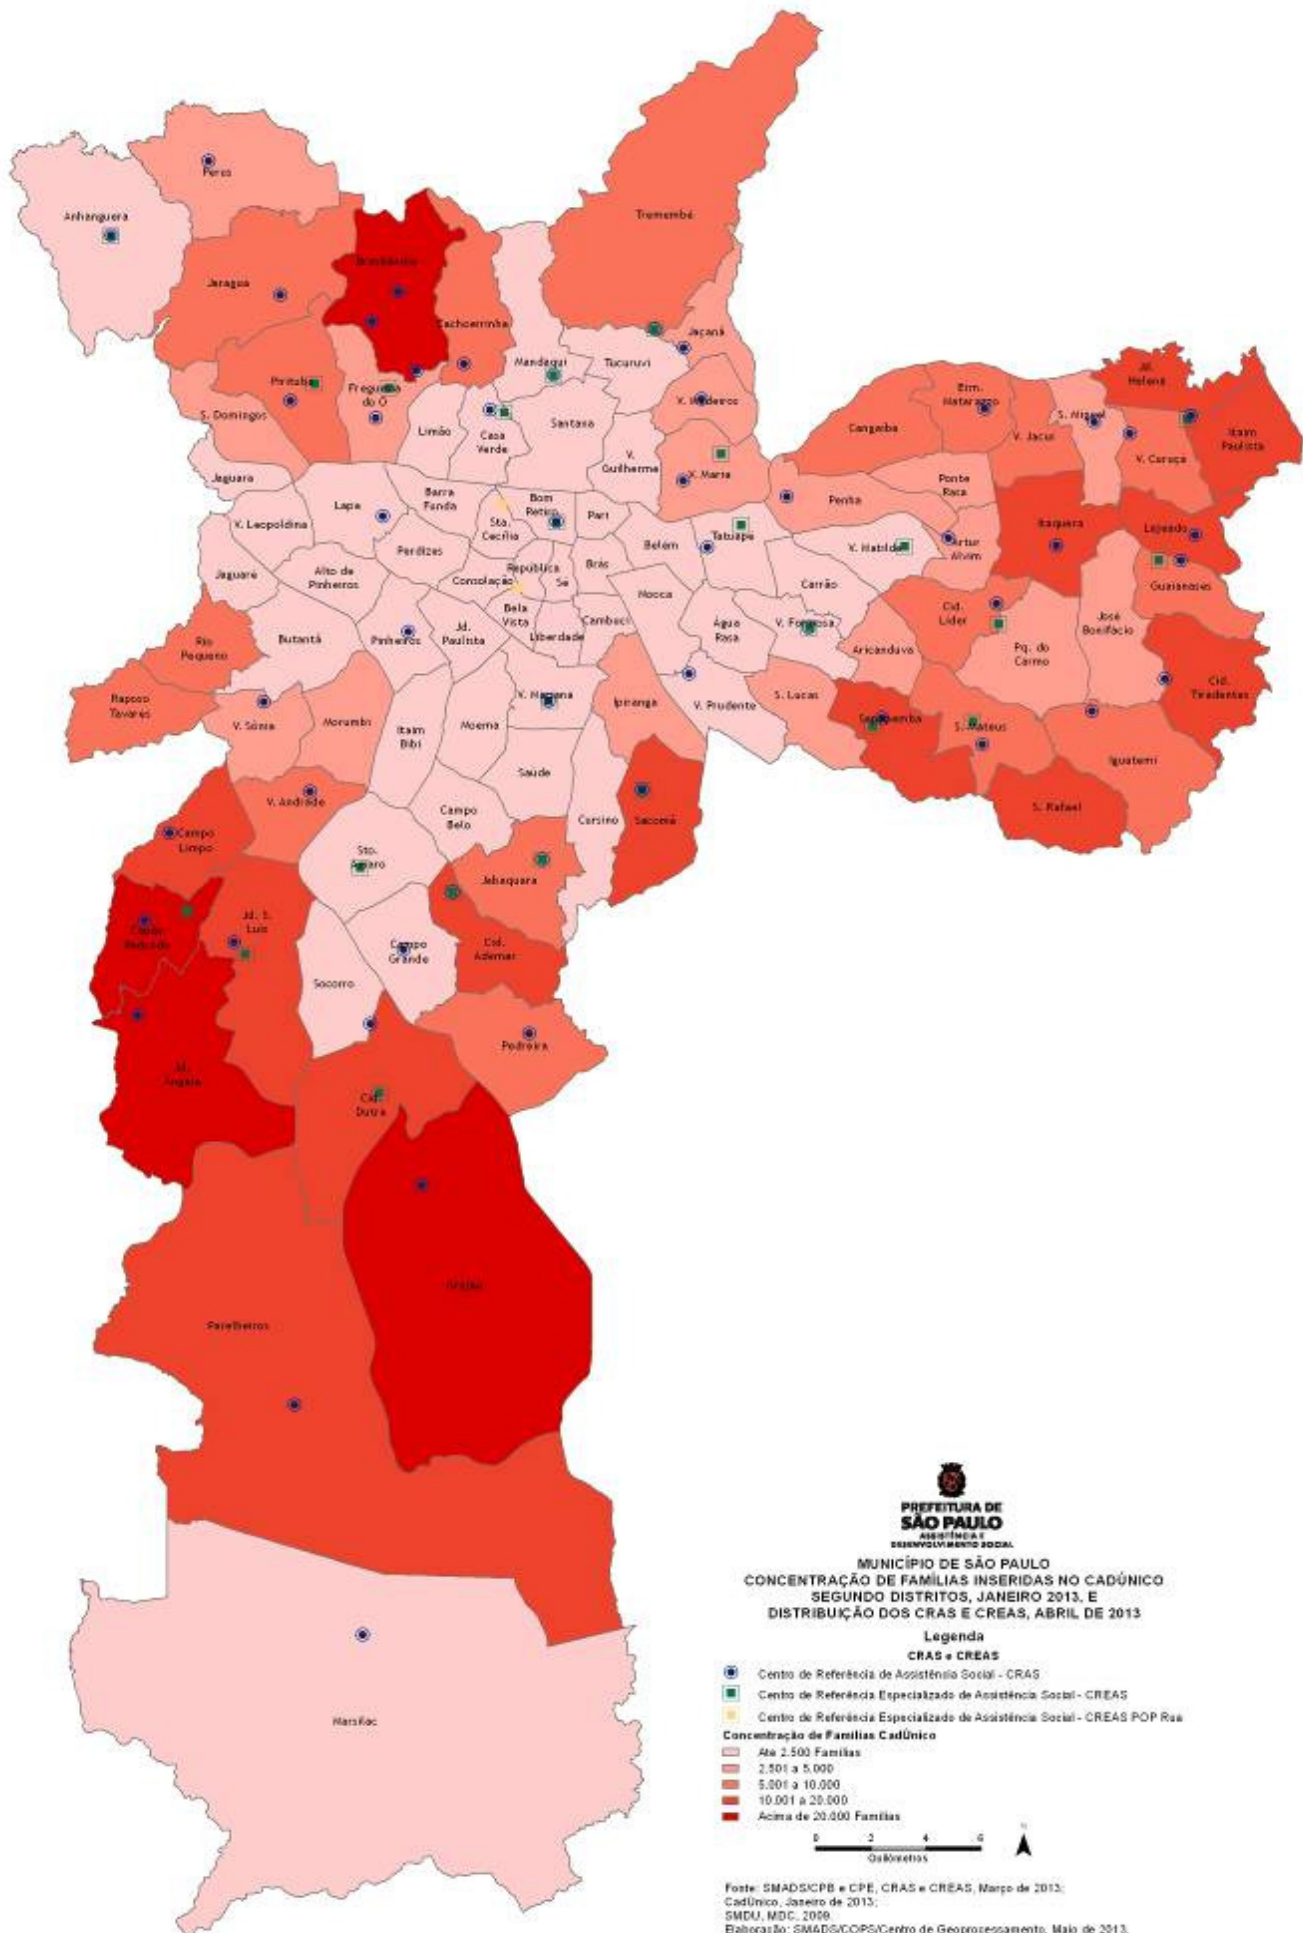 Perus
Anhanguera
Tremembé
Jaragua
Brasilândia
Cachoeirinha
Jaçanã
Mandaqui
Tucuruvi
Pirituba
Freguesia
do Ó
S. Domingos
Limão
Casa
Verde
Santana
V. Medeiros
V.
Guilherme
V. Maria
Cangaiba
Erm.
Matarazzo
V. Jacui
S. Miguel
Jd.
Helena
V. Curuça
Itaim
Paulista
Jaguara
V. Leopoldina
Lapa
Barra
Funda
Bom
Retiro
Sta.
Cecília
Pari
Penha
Ponte
Rasa
Itaquera
Lajeado
Jaguaré
Alto de
Pinheiros
Perdizes
Consolação
República
Sé
Brás
Belém
Tatuapé
V. Matilde
Artur
Alvim
Guaianases
Rio
Pequeno
Butantã
Pinheiros
Jd.
Paulista
Bela
Vista
Liberdade
Cambuci
Mooca
Água
Rasa
Carrão
V. Formosa
Aricanduva
Cid.
Líder
Pq. do
Carmo
José
Bonifácio
Cid.
Tiradentes
Raposo
Tavares
V. Sônia
Morumbi
Itaim
Bibi
Moema
V. Mariana
Ipiranga
V. Prudente
S. Lucas
Sapopemba
S. Mateus
Iguatemi
S. Rafael
Saúde
V. Andrade
Campo
Belo
Cursino
Sacomã
Campo
Limpo
Sto.
Amaro
Jabaquara
Capão
Redondo
Jd. S.
Luis
Socorro
Campo
Grande
Cid.
Ademar
Pedreira
Jd.
Ângela
Cid.
Dutra
Grajaú
Parelheiros
Marsilac
PREFEITURA DE
SÃO PAULO
ASSISTÊNCIA E
DESENVOLVIMENTO SOCIAL
MUNICÍPIO DE SÃO PAULO
CONCENTRAÇÃO DE FAMÍLIAS INSERIDAS NO CADÚNICO
SEGUNDO DISTRITOS, JANEIRO 2013, E
DISTRIBUIÇÃO DOS CRAS E CREAS, ABRIL DE 2013
Legenda
CRAS e CREAS
Centro de Referência de Assistência Social - CRAS
Centro de Referência Especializado de Assistência Social - CREAS
Centro de Referência Especializado de Assistência Social - CREAS POP Rua
Concentração de Famílias CadÚnico
Até 2.500 Famílias
2.501 a 5.000
5.001 a 10.000
10.001 a 20.000
Acima de 20.000 Famílias
N
0 2 4 6
Quilômetros
Fonte: SMADS/CPB e CPE, CRAS e CREAS, Março de 2013;
CadÚnico, Janeiro de 2013;
SMDU, MDC, 2009.
Elaboração: SMADS/COPS/Centro de Geoprocessamento, Maio de 2013.